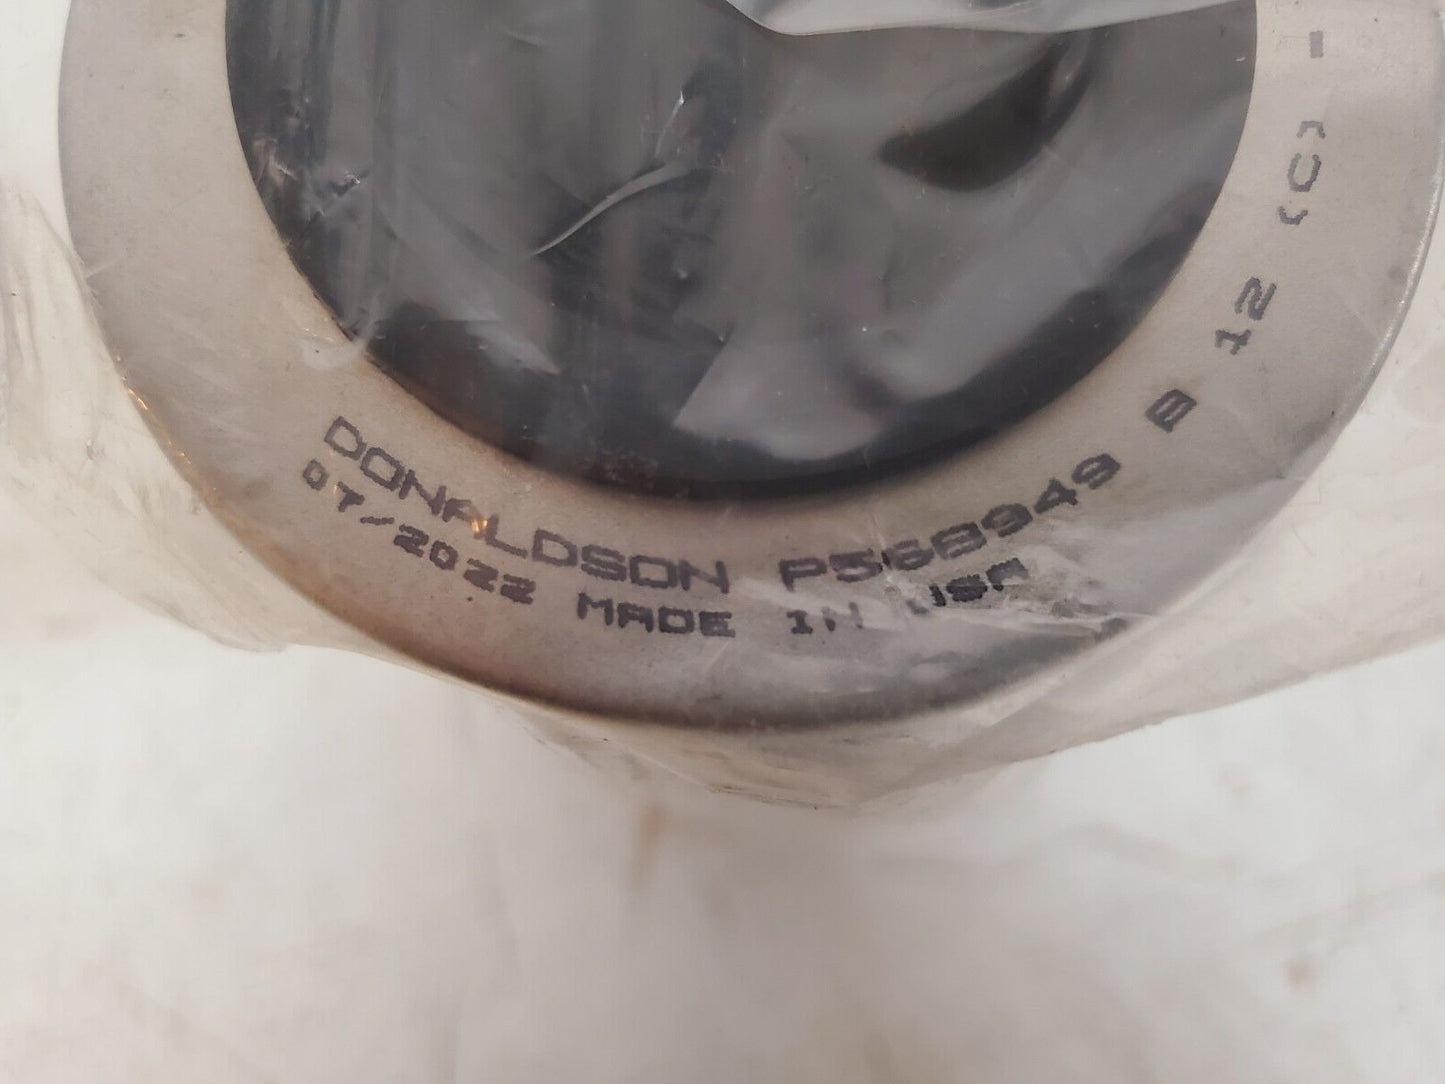 DONALDSON P568949 B 12 (C) -
07/2022 MADE IN USA